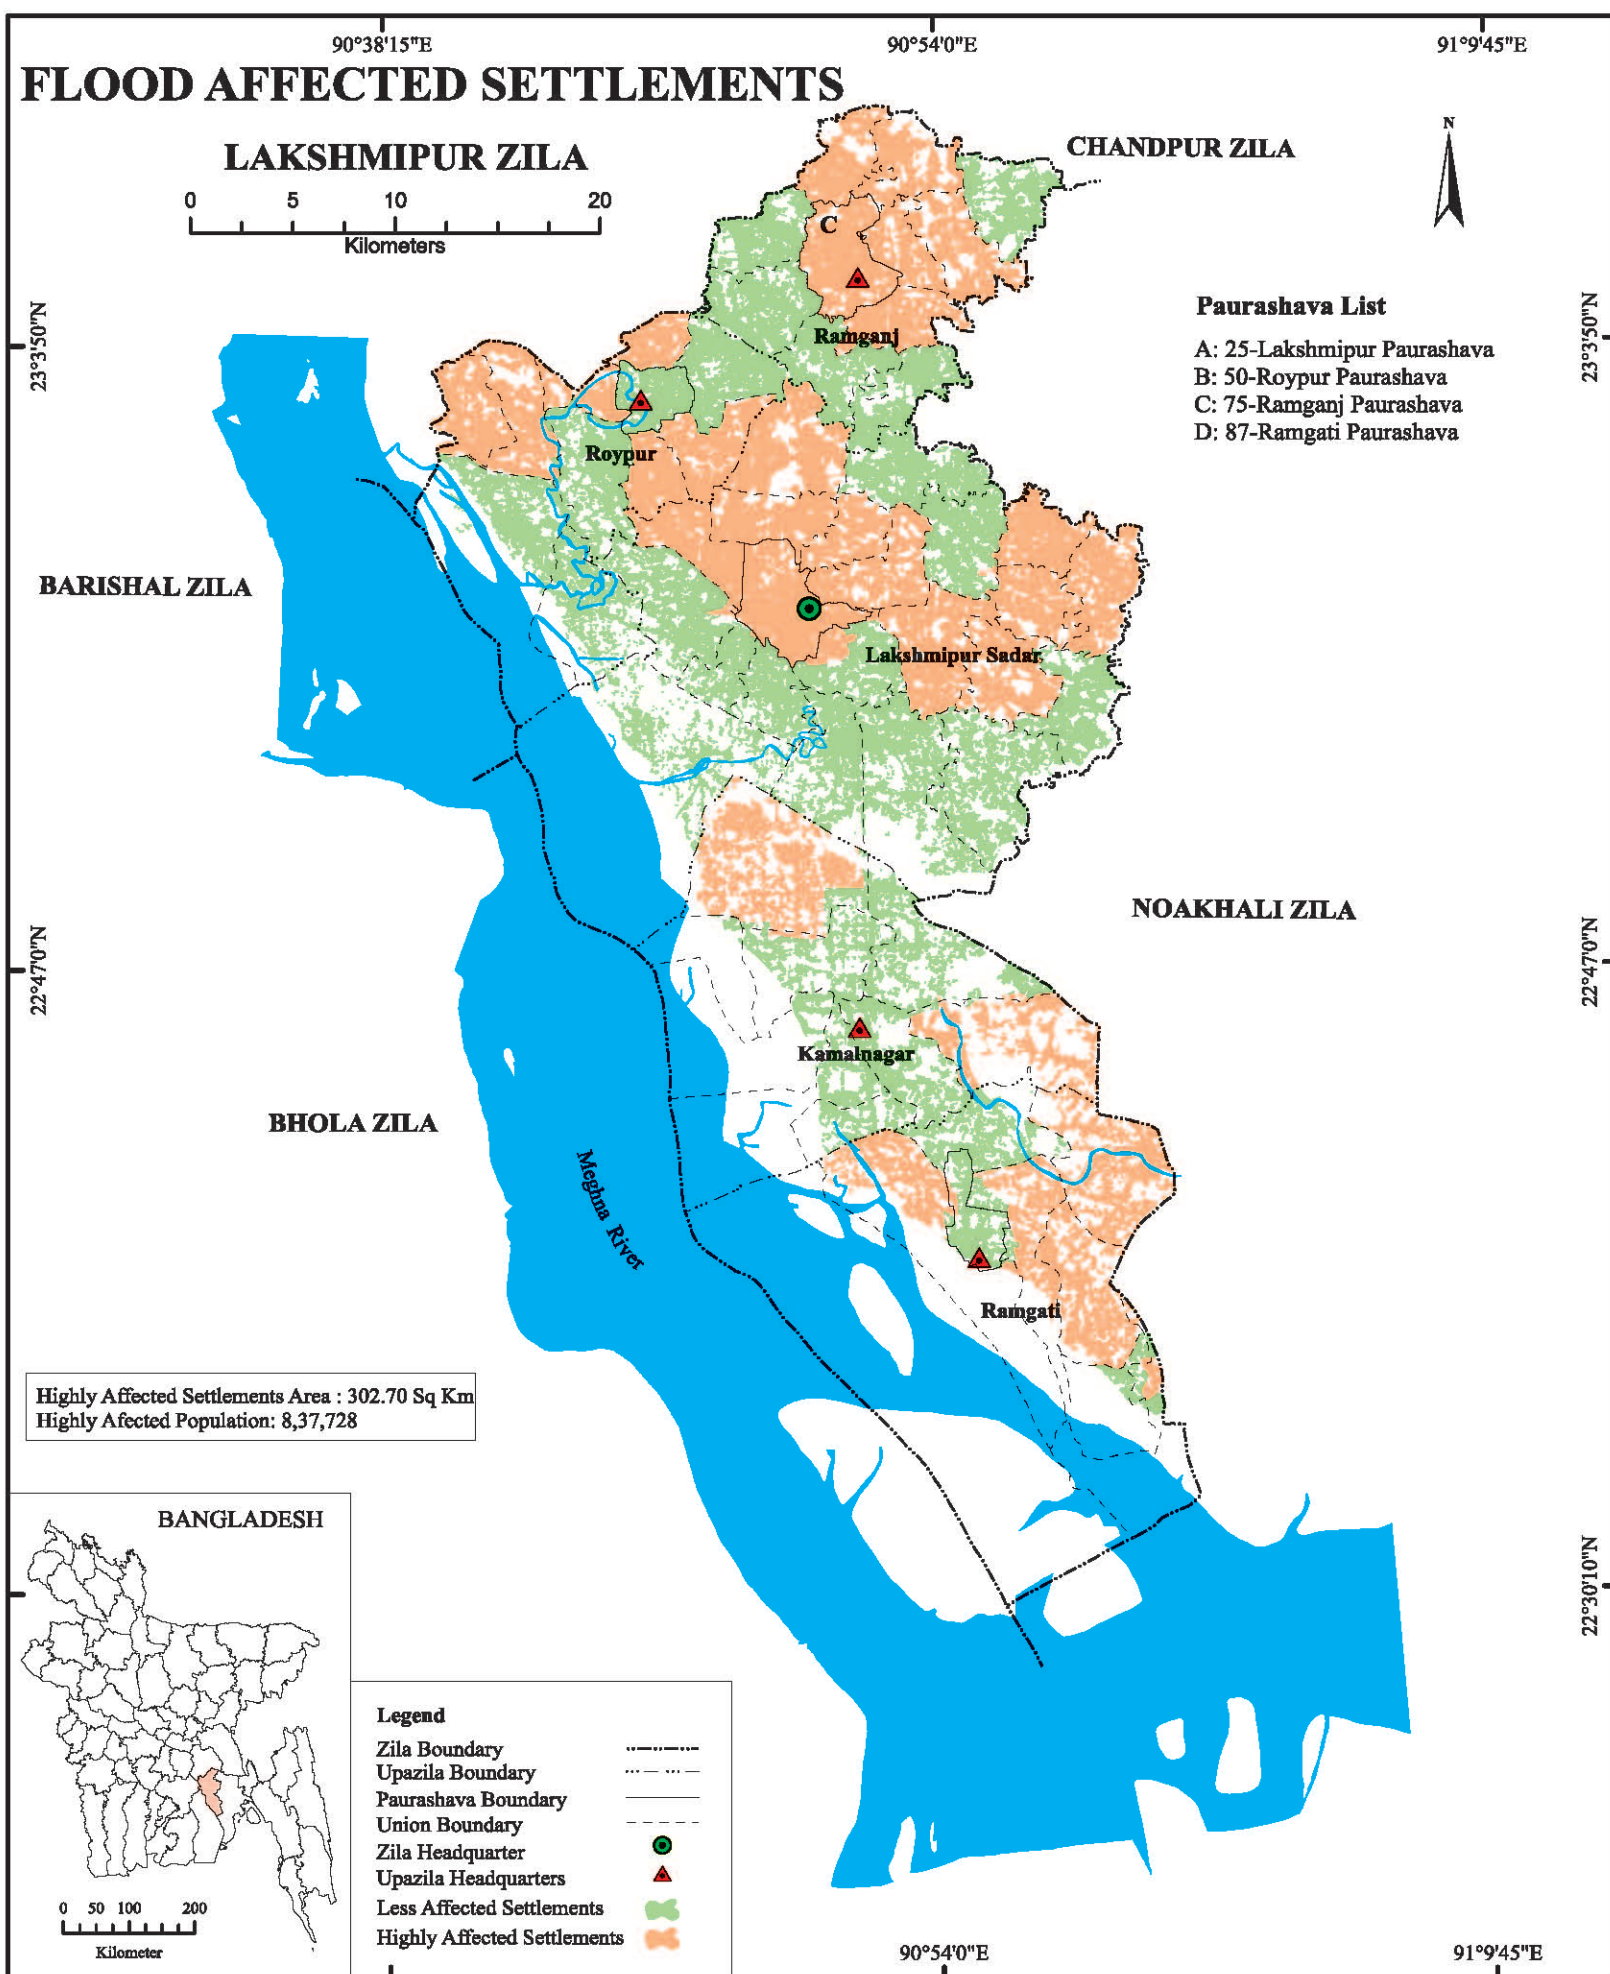 90°38'15"E
90°54'0"E
91°9'45"E
FLOOD AFFECTED SETTLEMENTS
LAKSHMIPUR ZILA
0 5 10 20
Kilometers
N
CHANDPUR ZILA
C
Ramganj
Paurashava List
A: 25-Lakshmipur Paurashava
B: 50-Roypur Paurashava
C: 75-Ramganj Paurashava
D: 87-Ramgati Paurashava
23°3'50"N
23°3'50"N
Roypur
BARISHAL ZILA
Lakshmipur Sadar
NOAKHALI ZILA
22°47'0"N
22°47'0"N
Kamalnagar
BHOLA ZILA
Meghna River
Ramgati
Highly Affected Settlements Area : 302.70 Sq Km
Highly Afected Population: 8,37,728
BANGLADESH
22°30'10"N
0 50 100 200
Kilometer
Legend
Zila Boundary
Upazila Boundary
Paurashava Boundary
Union Boundary
Zila Headquarter
Upazila Headquarters
Less Affected Settlements
Highly Affected Settlements
90°54'0"E
91°9'45"E